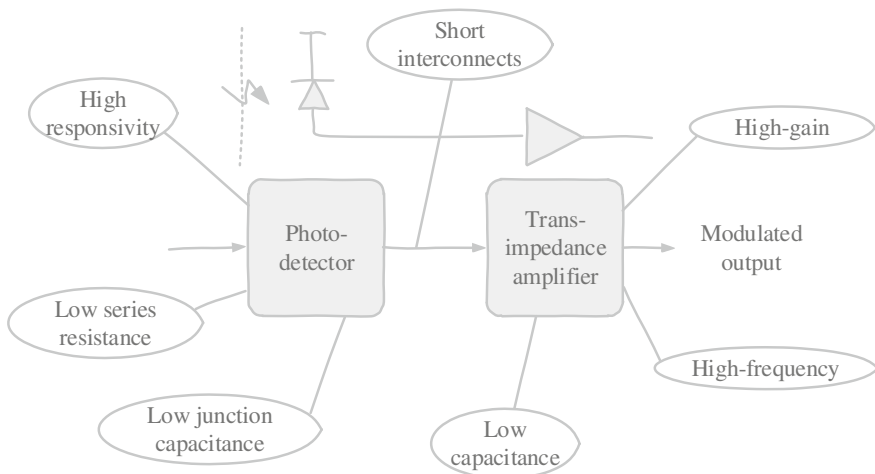 Short
interconnects
High
responsivity
High-gain
Photo-
detector
Trans-
impedance
amplifier
Modulated
output
Low series
resistance
High-frequency
Low junction
capacitance
Low
capacitance